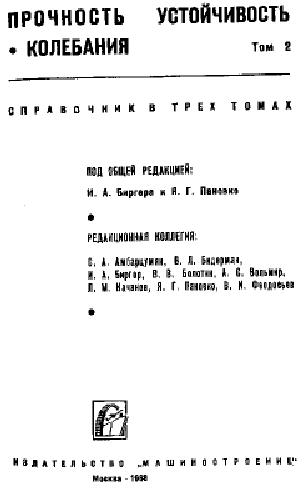 ПРОЧНОСТЬ УСТОЙЧИВОСТЬ
• КОЛЕБАНИЯ Том 2
СПРАВОЧНИК В ТРЕХ ТОМАХ
ПОД ОБЩЕЙ РЕДАКЦИЕЙ:
И. А. Биргера и Я. Г. Пановко
•
РЕДАКЦИОННАЯ КОЛЛЕГИЯ:
С. А. Амбарцумян, В. Л. Бидерман,
И. А. Биргер, В. В. Болотин, А. С. Вольмир,
Л. М. Качанов, Я. Г. Пановко, В. И. Феодосьев
•
ИЗДАТЕЛЬСТВО „МАШИНОСТРОЕНИЕ"
Москва - 1968